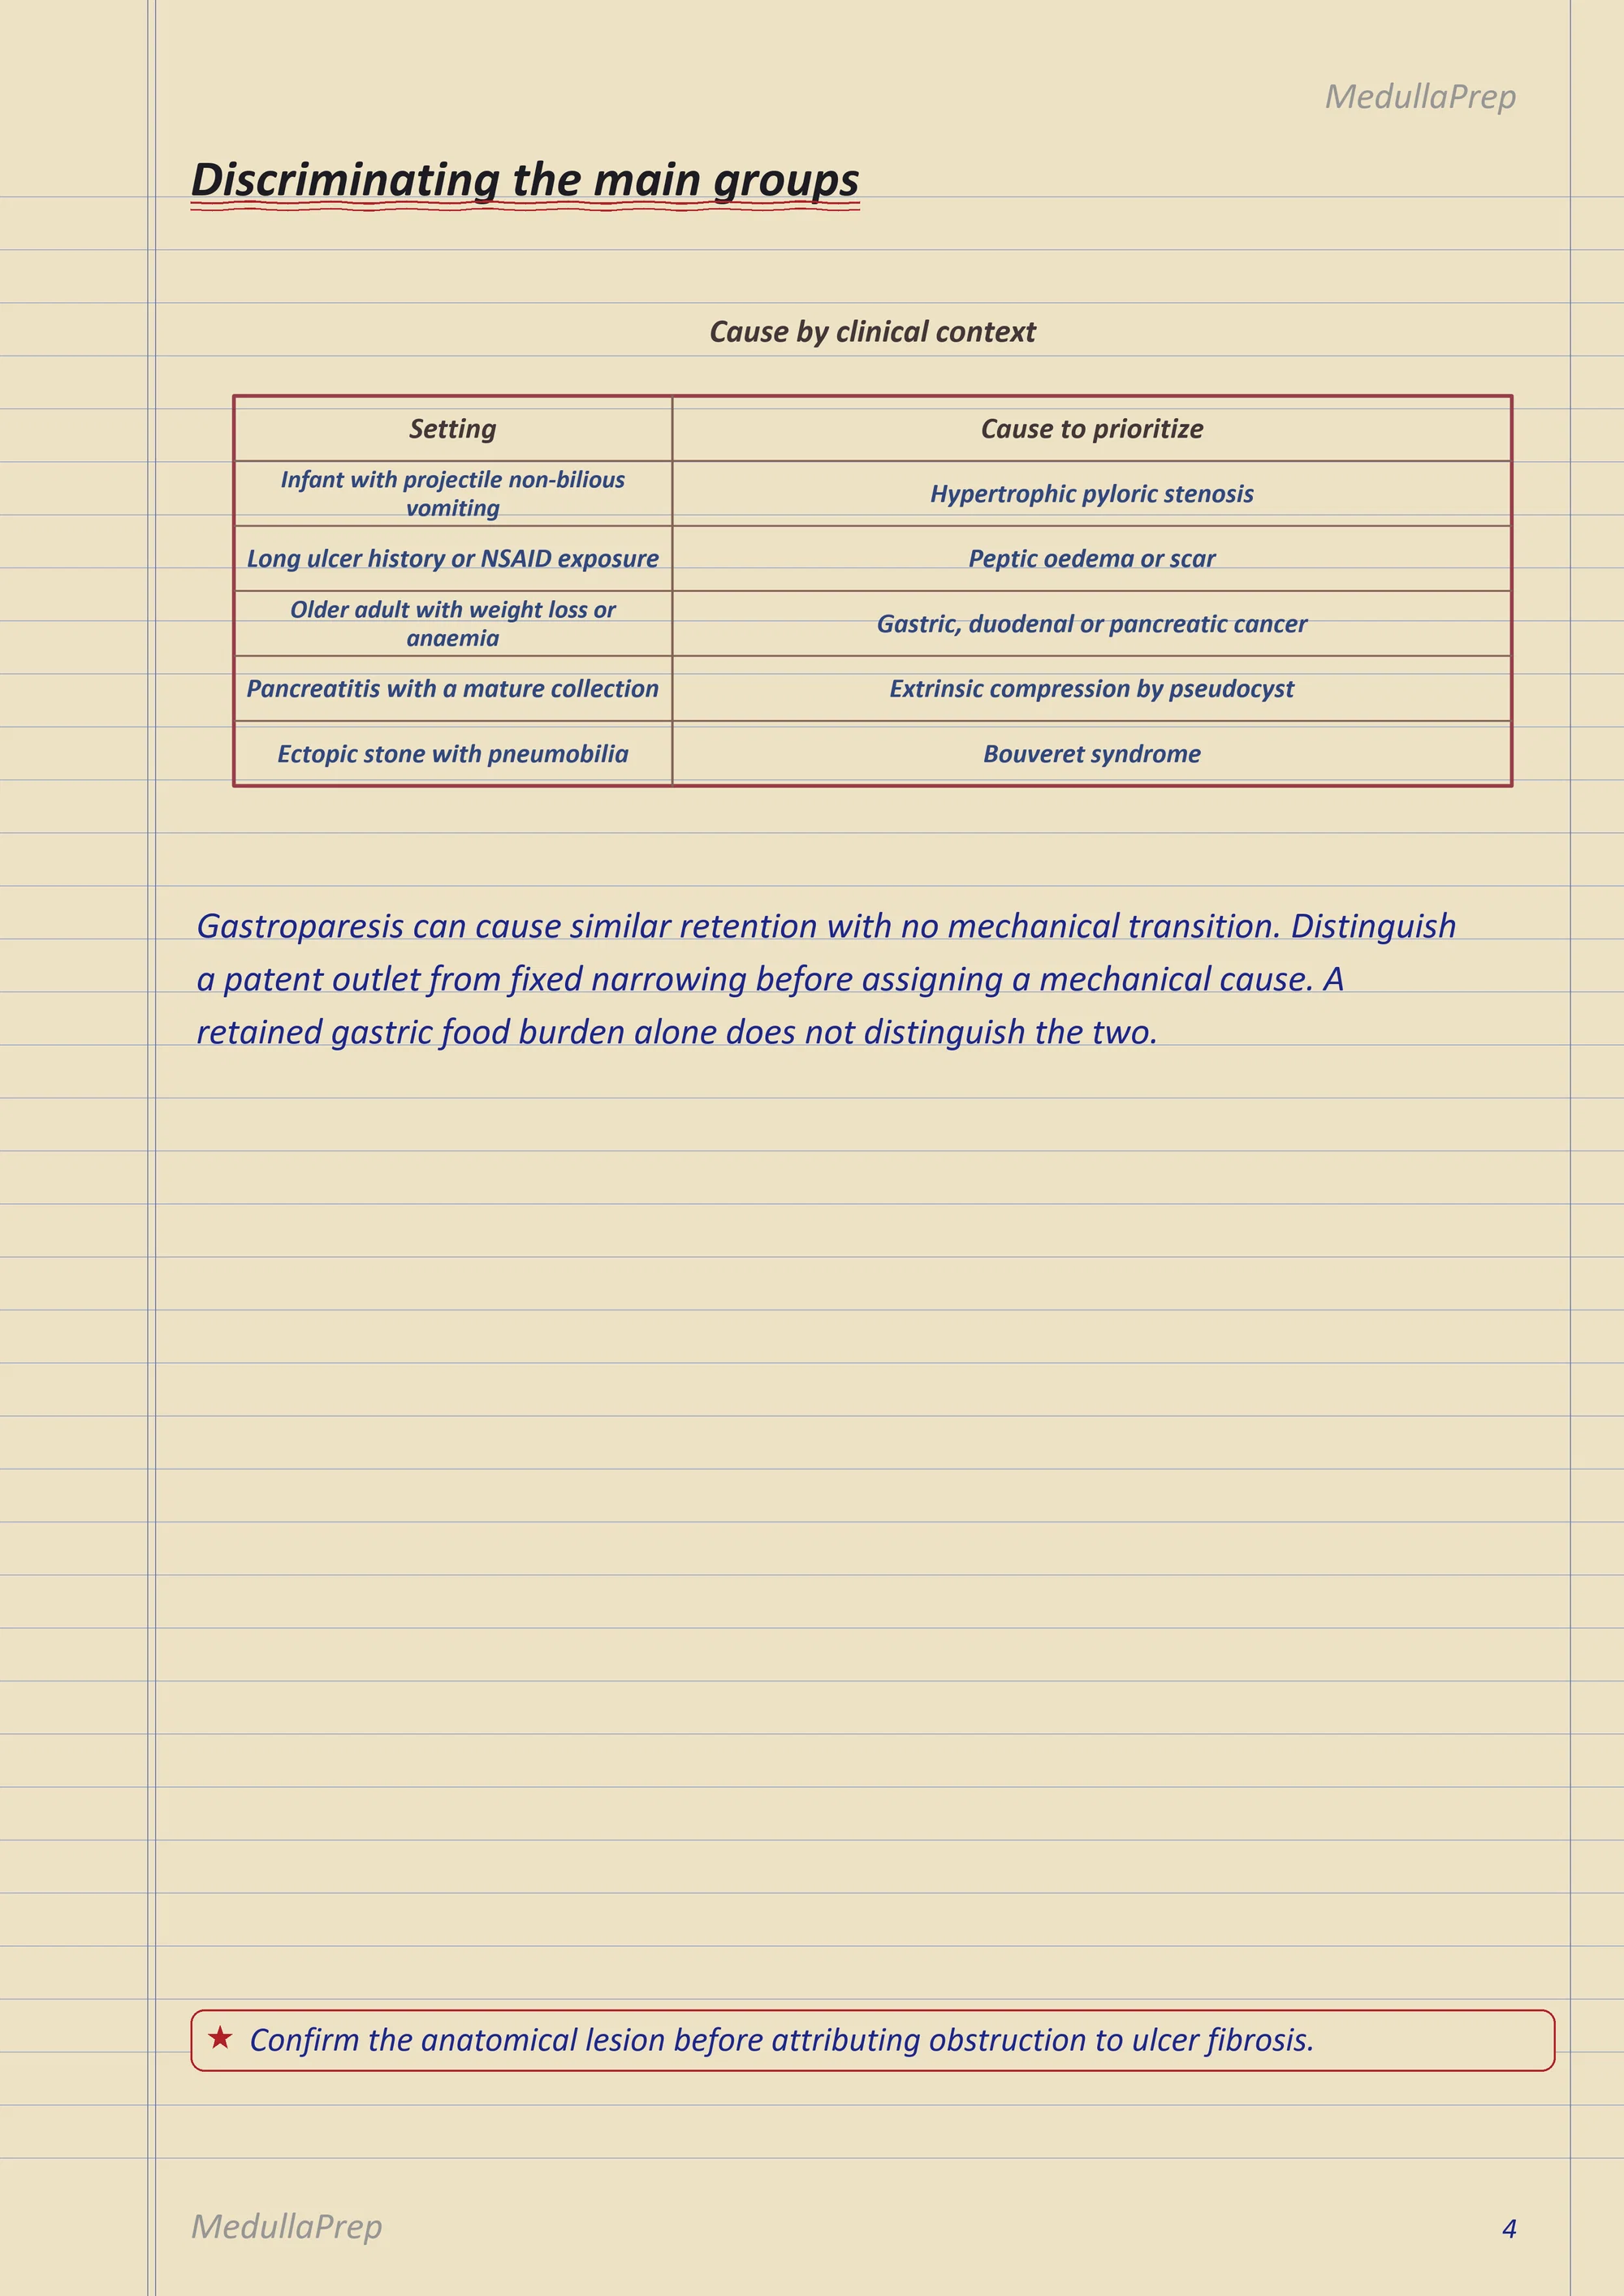 MedullaPrep
Discriminating the main groups
Cause by clinical context
Setting
Cause to prioritize
Infant with projectile non-bilious
vomiting
Hypertrophic pyloric stenosis
Long ulcer history or NSAID exposure
Peptic oedema or scar
Older adult with weight loss or
anaemia
Gastric, duodenal or pancreatic cancer
Pancreatitis with a mature collection
Extrinsic compression by pseudocyst
Ectopic stone with pneumobilia
Bouveret syndrome
Gastroparesis can cause similar retention with no mechanical transition. Distinguish
a patent outlet from fixed narrowing before assigning a mechanical cause. A
retained gastric food burden alone does not distinguish the two.
★ Confirm the anatomical lesion before attributing obstruction to ulcer fibrosis.
MedullaPrep
4